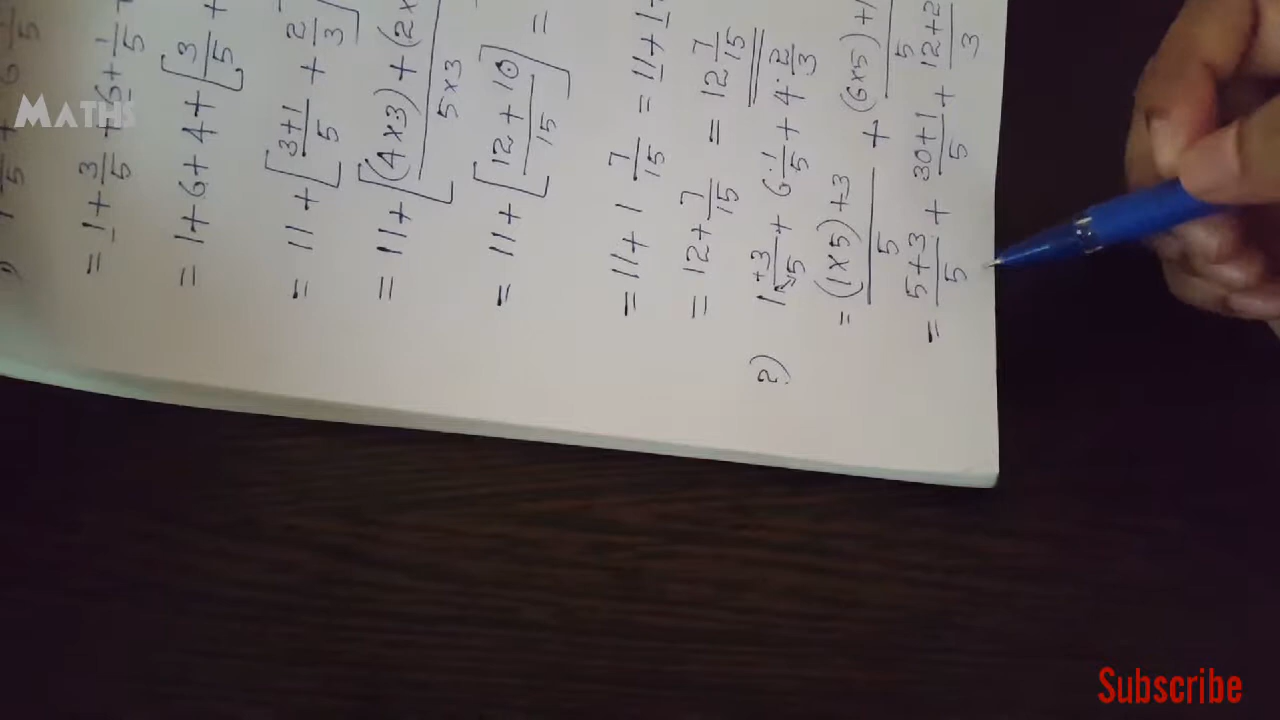 MATHS
= 1 + 3/5 + 6 + 1/5
= 1 + 6 + 4 + [3/5 +
= 11 + [3+1/5 + 2/3]
= 11 + [(4 x 3) + (2x / 5 x 3
= 11 + [12 + 10/15] =
= 11 + 1 7/15 = 11 + 1
= 12 + 7/15 = 12 7/15
2) 1 +3/x5 + 6 1/5 + 4 2/3
= (1 x 5) + 3/5 + (6 x 5) + 1/5
= 5+3/5 + 30+1/5 + 12+2/3
Subscribe